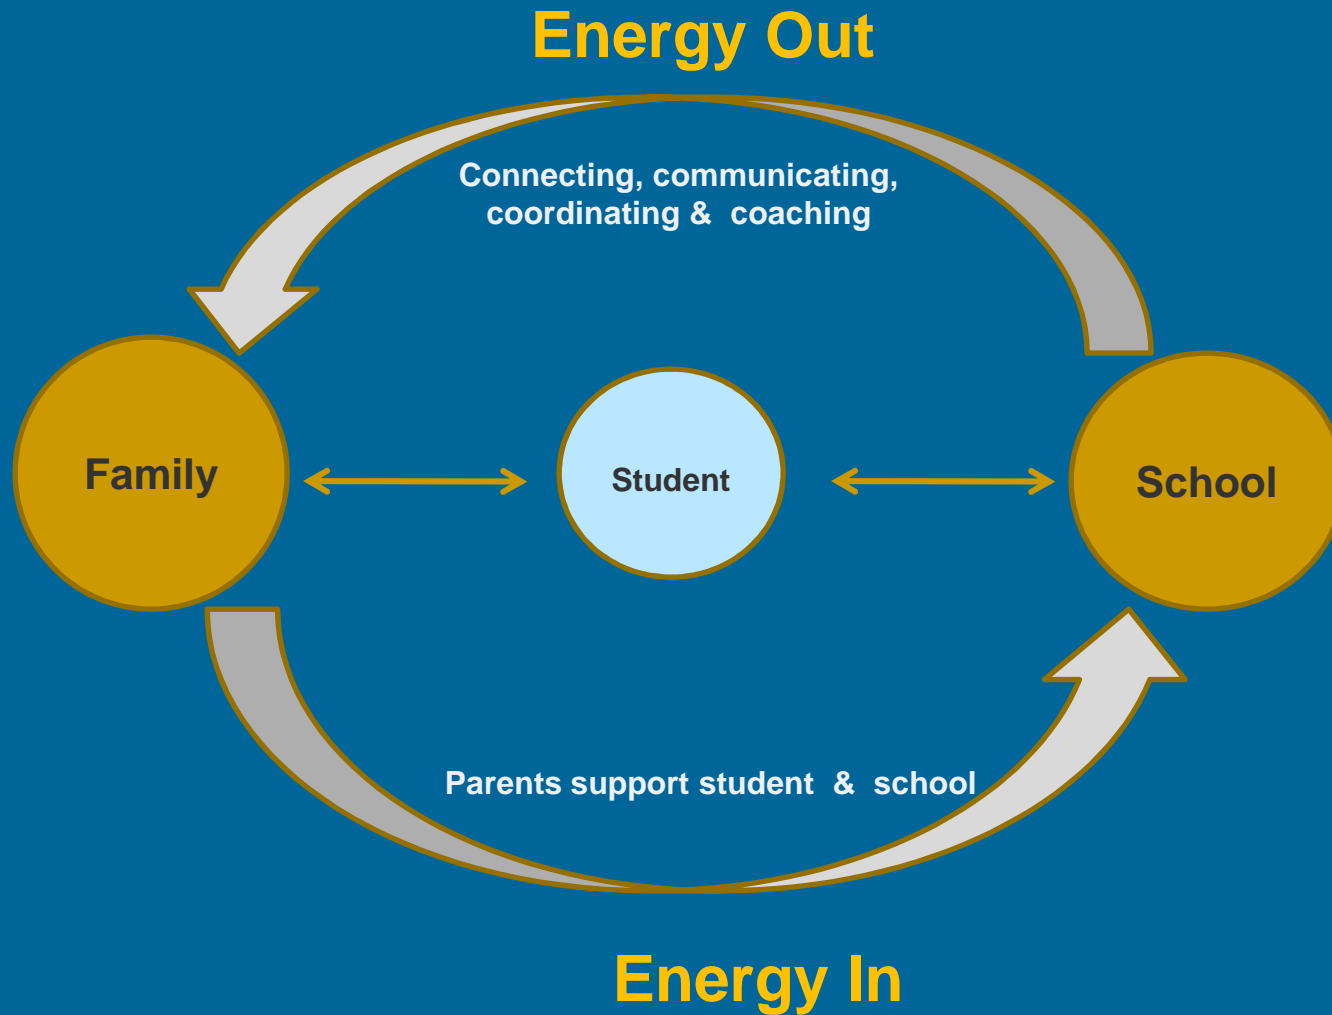 Energy Out
Connecting, communicating,
coordinating &  coaching
Family
Student
School
Parents support student  &  school
Energy In